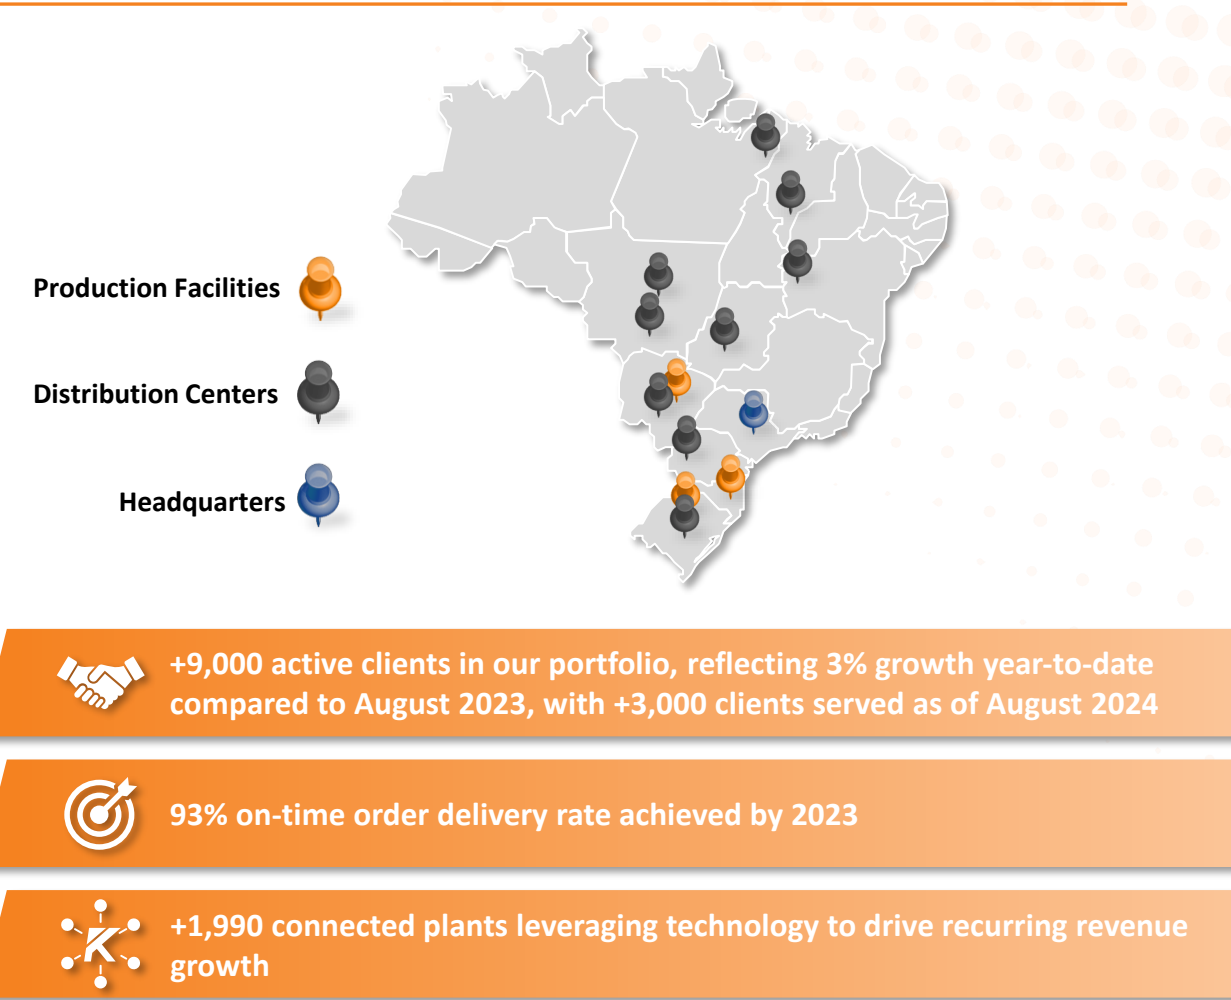 Production Facilities
Distribution Centers
Headquarters
+9,000 active clients in our portfolio, reflecting 3% growth year-to-date
compared to August 2023, with +3,000 clients served as of August 2024
93% on-time order delivery rate achieved by 2023
K
+1,990 connected plants leveraging technology to drive recurring revenue
growth